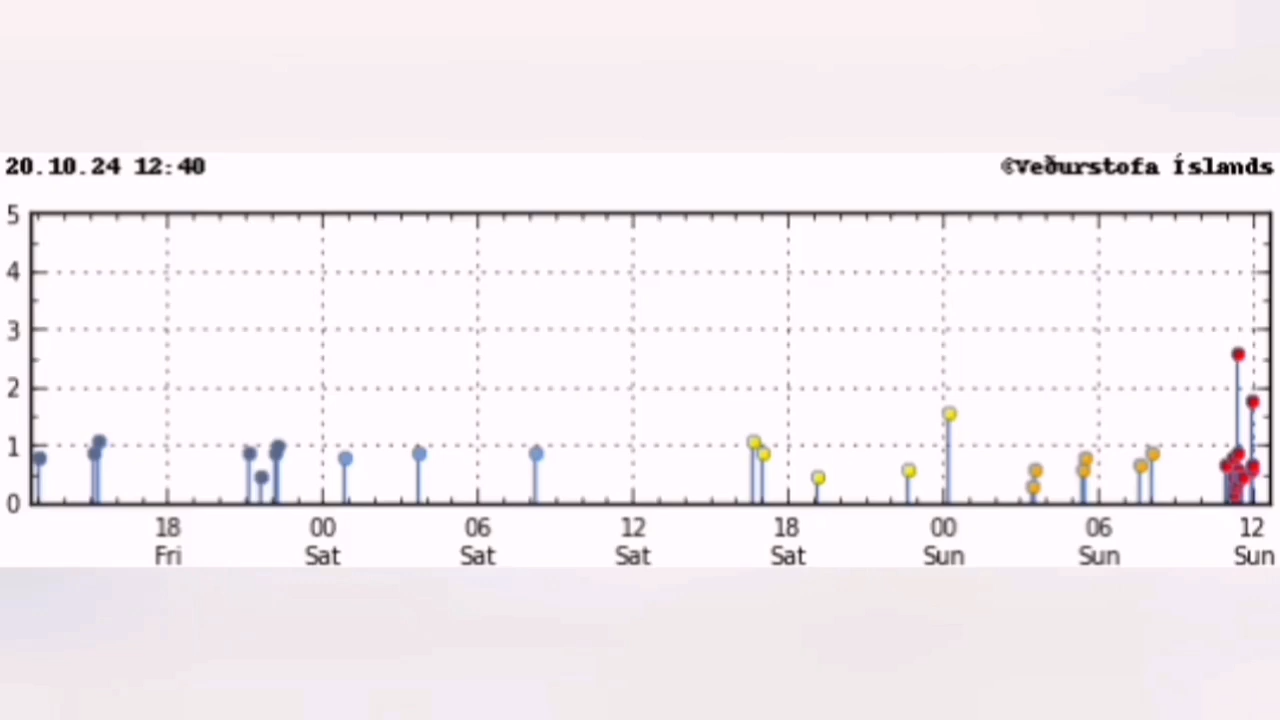 20.10.24 12:40 ©Veðurstofa Íslands
5
4
3
2
1
0
18 00 06 12 18 00 06 12
Fri Sat Sat Sat Sat Sun Sun Sun